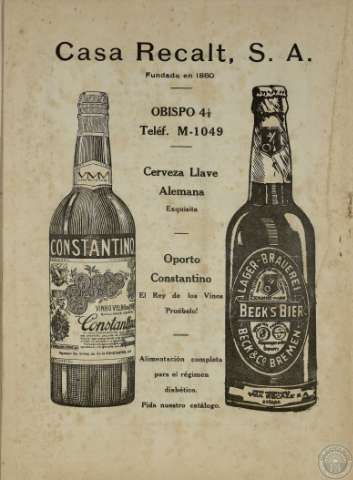 Casa Recalt, S. A.
Fundada en 1860
OBISPO 4½
Teléf. M-1049
Cerveza Llave
Alemana
Exquisita
Oporto
Constantino
El Rey de los Vinos
Pruébalo!
Alimentación completa
para el régimen
diabético.
Pida nuestro catálogo.
CONSTANTINO
Constantino
LAGER-BRAUEREI
BECK'S BIER
BECK & Co BREMEN